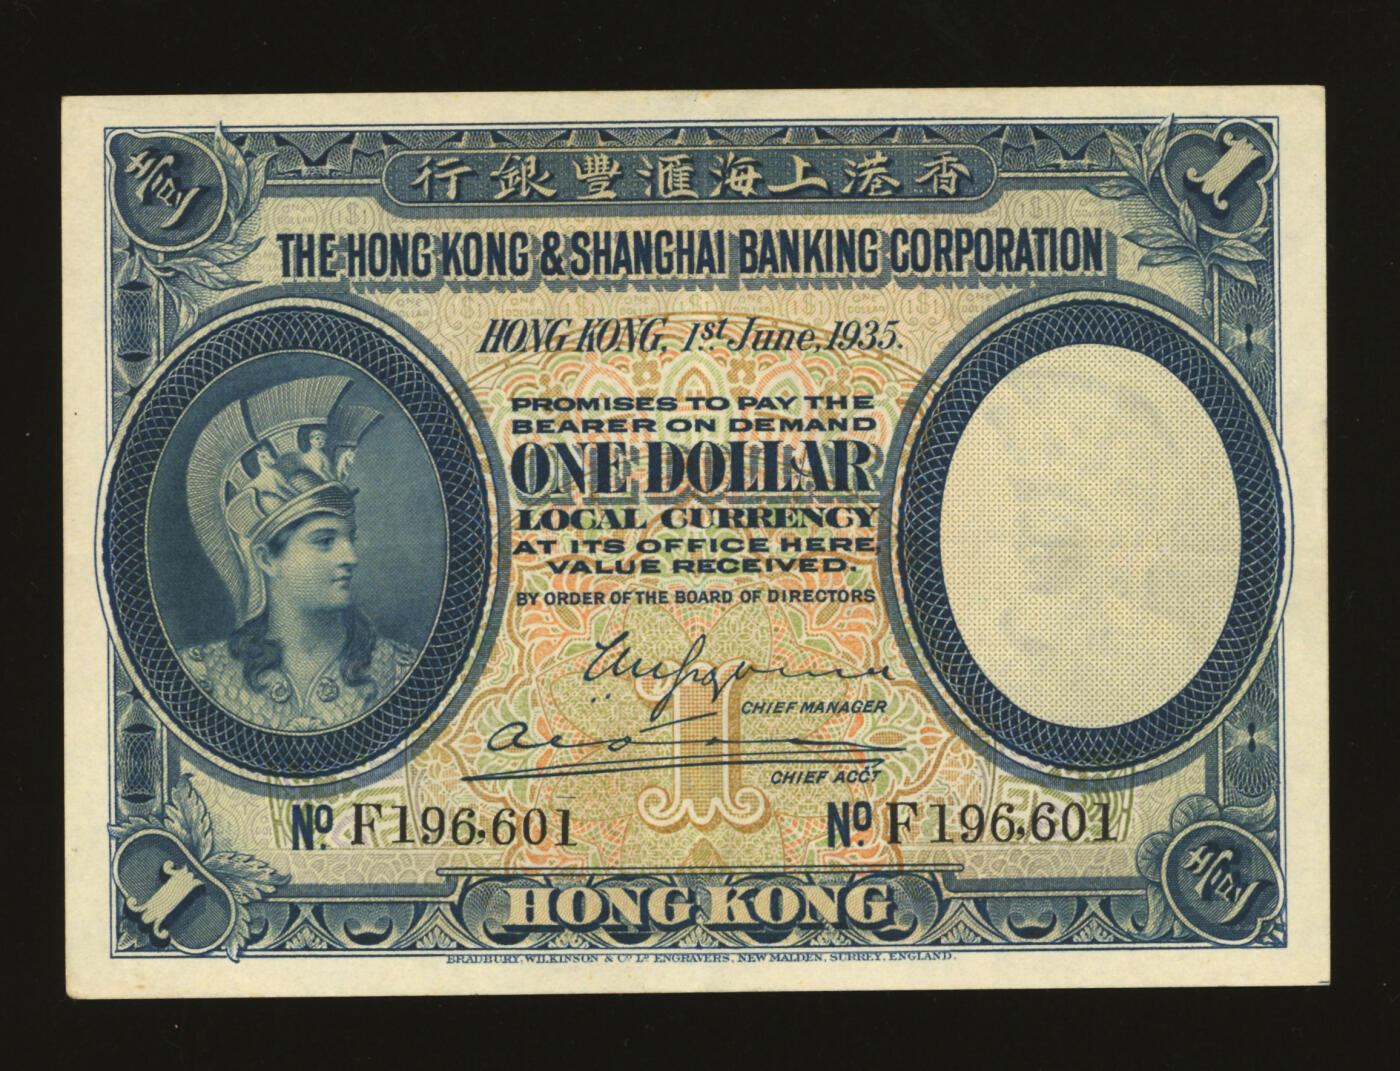 行銀豐滙海上港香
1
THE HONG KONG & SHANGHAI BANKING CORPORATION
HONG KONG, 1st June, 1935.
PROMISES TO PAY THE
BEARER ON DEMAND
ONE DOLLAR
LOCAL CURRENCY
AT ITS OFFICE HERE,
VALUE RECEIVED.
BY ORDER OF THE BOARD OF DIRECTORS
CHIEF MANAGER
1
CHIEF ACCT
No. F196,601
No. F196,601
1
HONG KONG
BRADBURY, WILKINSON & Co. Ld. ENGRAVERS, NEW MALDEN, SURREY, ENGLAND.